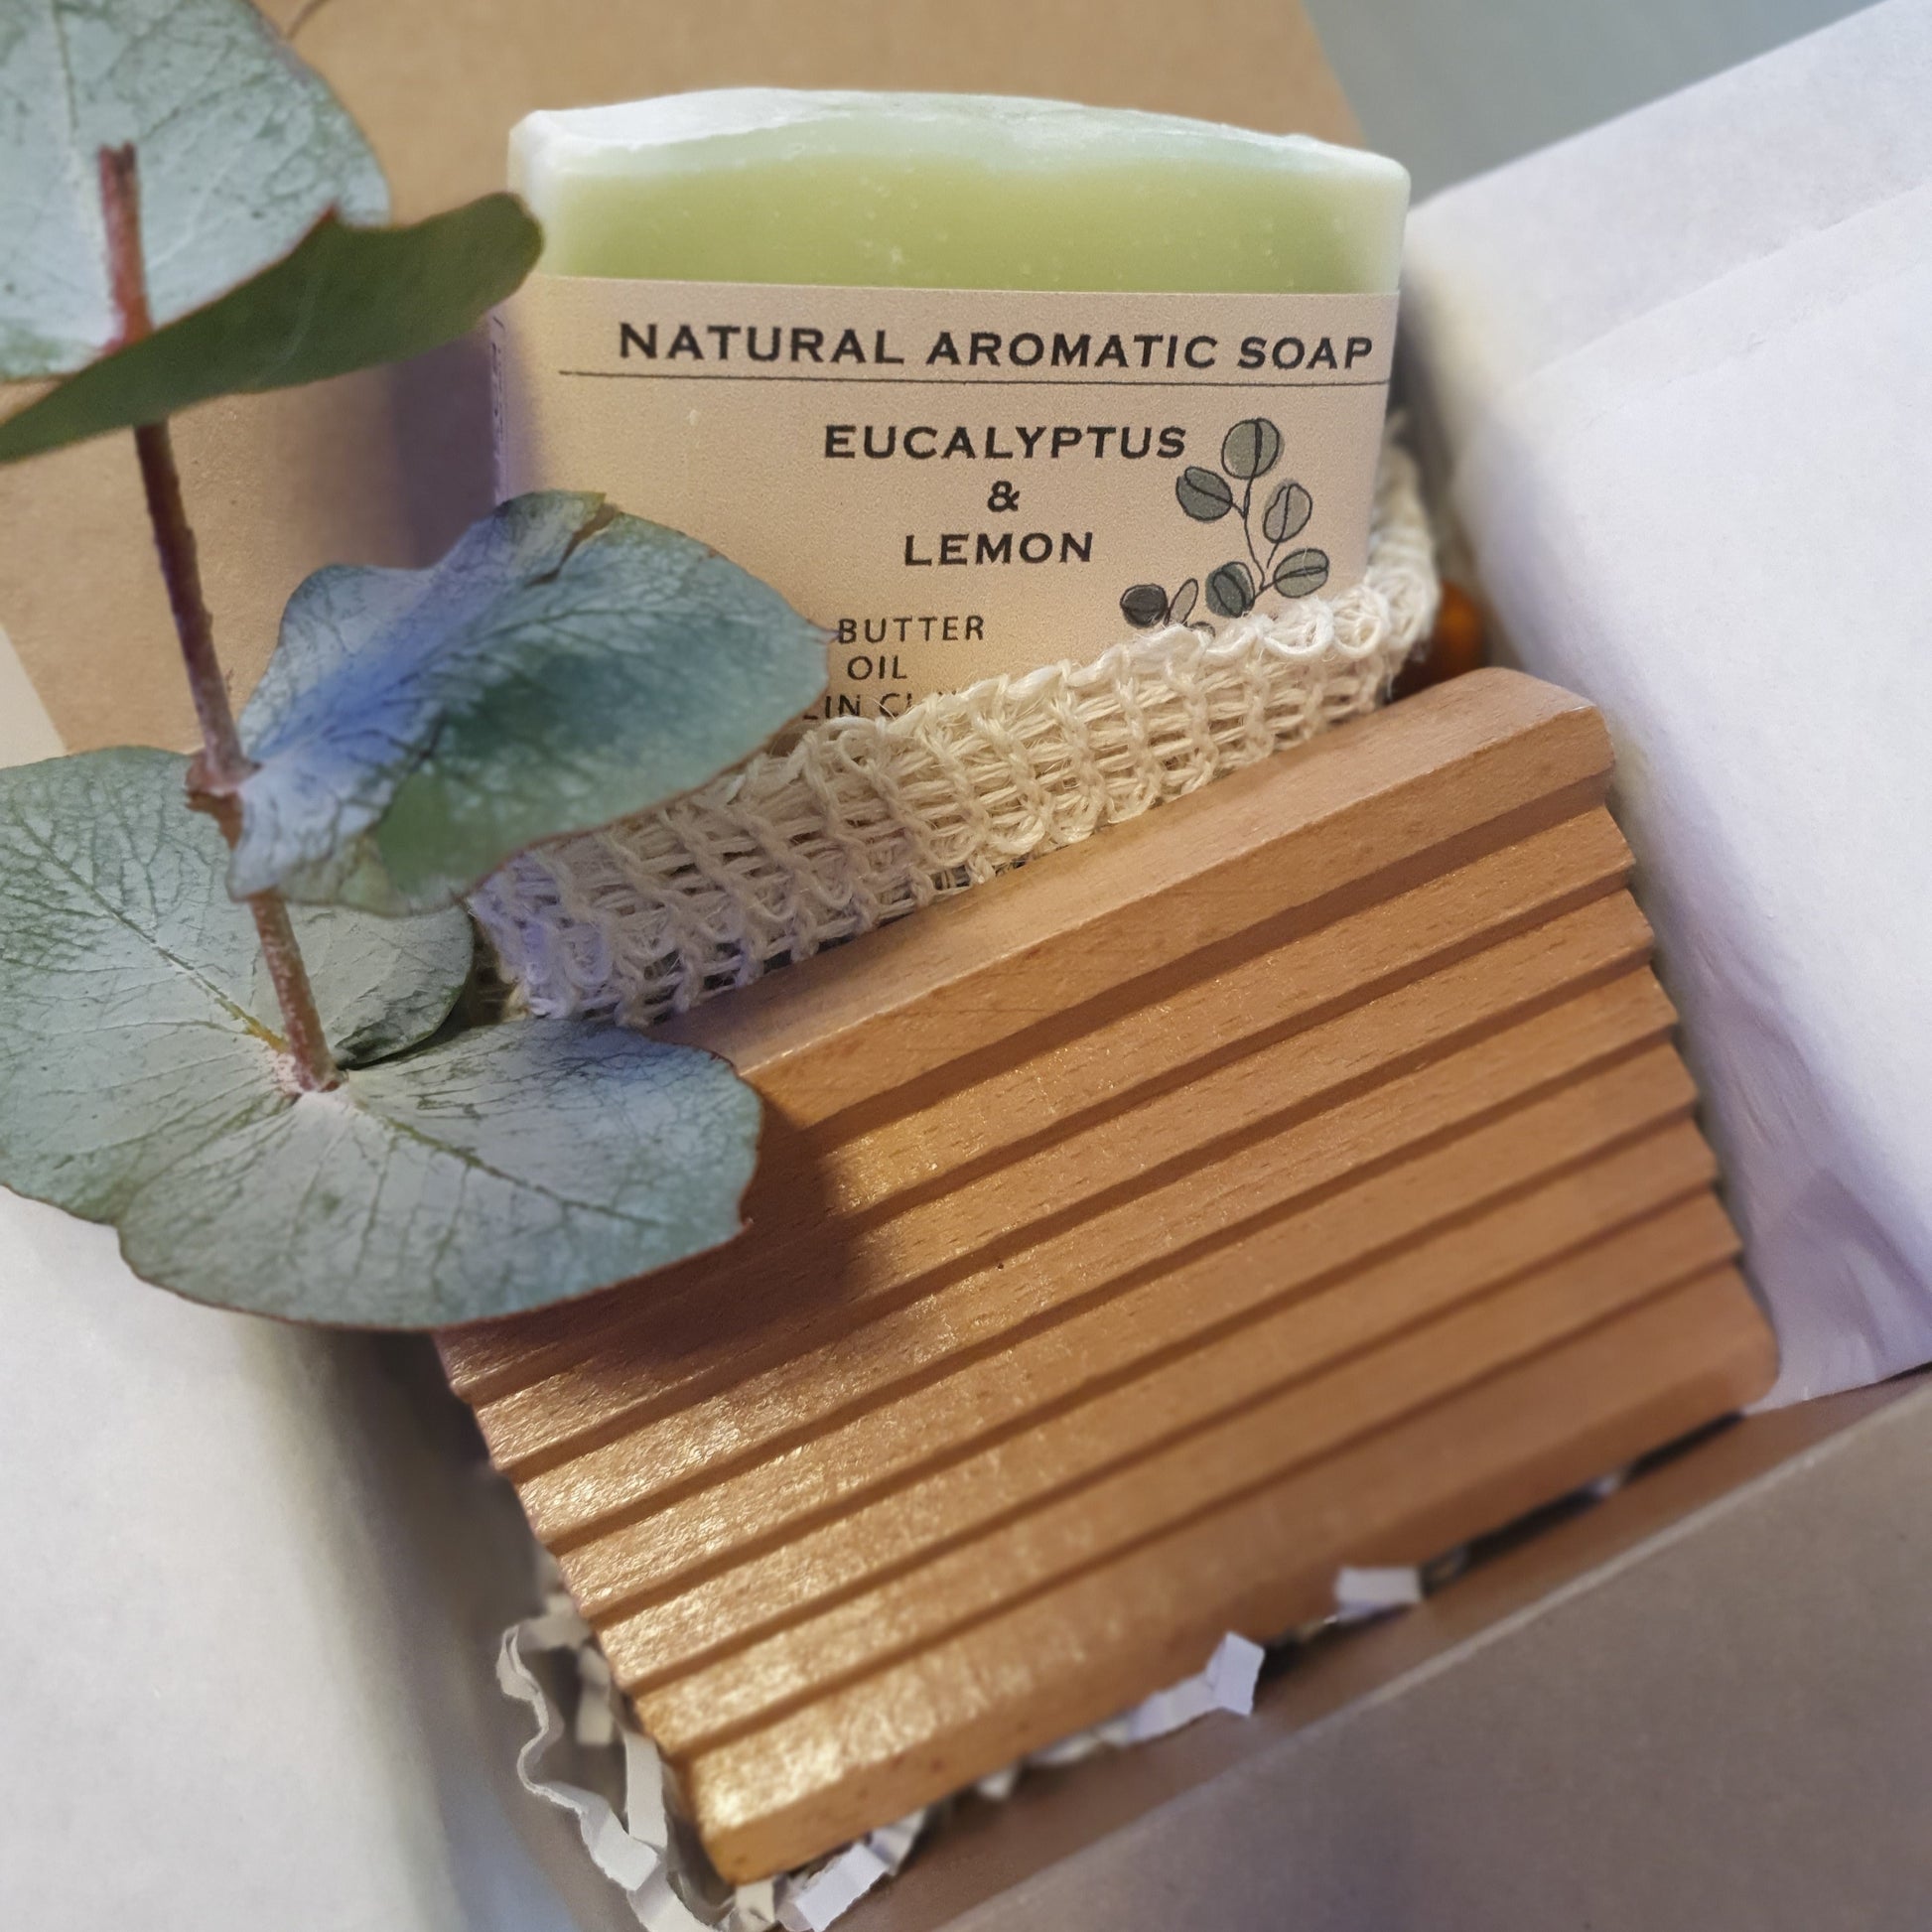 NATURAL AROMATIC SOAP
EUCALYPTUS
&
LEMON
BUTTER
OIL